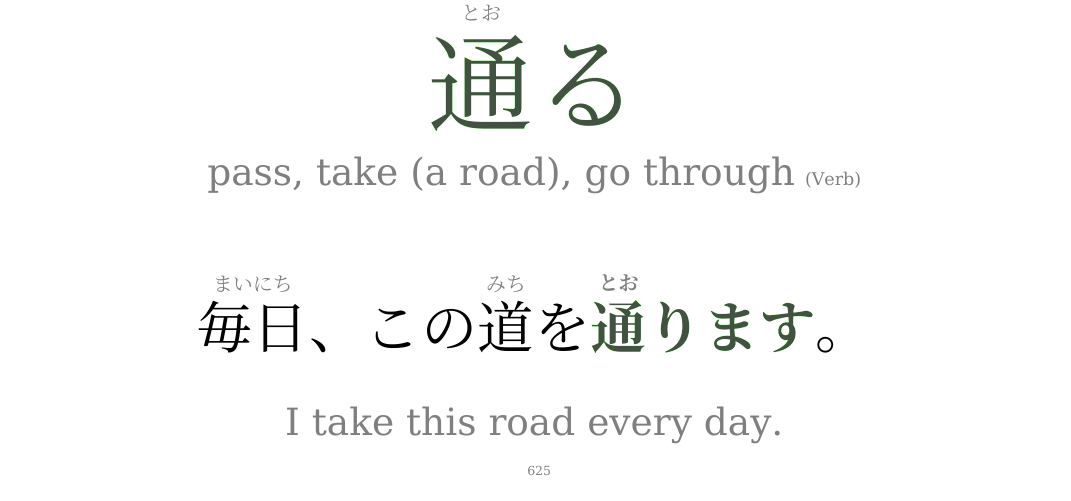 とお
通る
pass, take (a road), go through (Verb)
まいにち みち とお
毎日、この道を通ります。
I take this road every day.
625